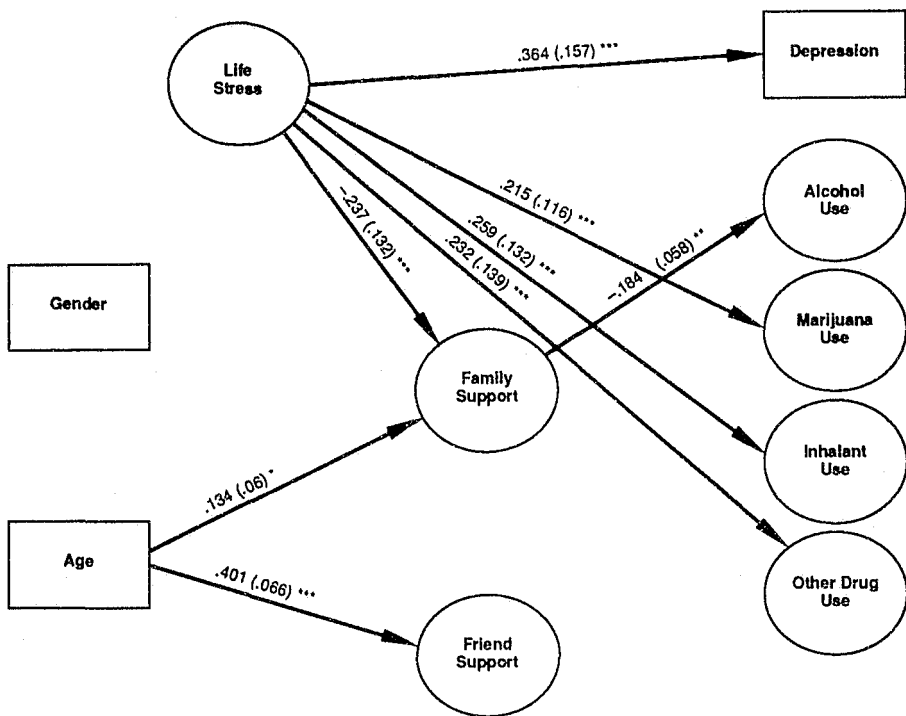 Life
Stress
.364 (.157) ***
Depression
Alcohol
Use
.215 (.116) ***
-.237 (.132) ***
.259 (.132) ***
.232 (.139) ***
-.184 (.058) **
Gender
Marijuana
Use
Family
Support
Inhalant
Use
.134 (.06) *
Age
.401 (.066) ***
Other Drug
Use
Friend
Support